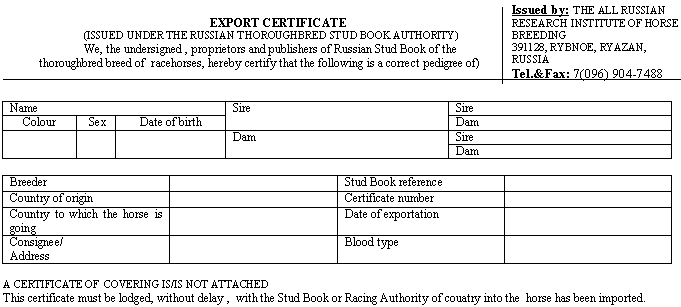 EXPORT CERTIFICATE
(ISSUED UNDER THE RUSSIAN THOROUGHBRED STUD BOOK AUTHORITY)
We, the undersigned , proprietors and publishers of Russian Stud Book of the
thoroughbred breed of racehorses, hereby certify that the following is a correct pedigree of)
Issued by: THE ALL RUSSIAN
RESEARCH INSTITUTE OF HORSE
BREEDING
391128, RYBNOE, RYAZAN,
RUSSIA
Tel.&Fax: 7(096) 904-7488
Name
Colour Sex Date of birth
Sire
Dam
Sire
Dam
Sire
Dam
Breeder Stud Book reference
Country of origin Certificate number
Country to which the horse is Date of exportation
going
Consignee/ Blood type
Address
A CERTIFICATE OF COVERING IS/IS NOT ATTACHED
This certificate must be lodged, without delay , with the Stud Book or Racing Authority of couatry into the horse has been imported.